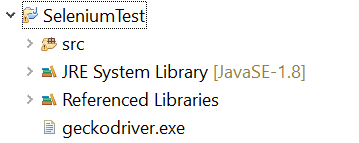 SeleniumTest
src
JRE System Library [JavaSE-1.8]
Referenced Libraries
geckodriver.exe